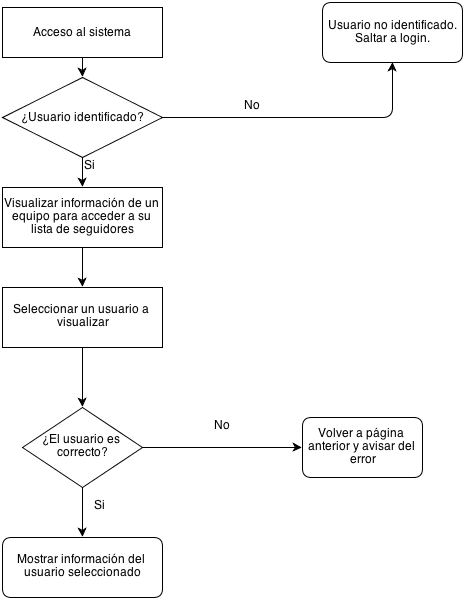 Acceso al sistema
Usuario no identificado.
Saltar a login.
¿Usuario identificado?
No
Si
Visualizar información de un
equipo para acceder a su
lista de seguidores
Seleccionar un usuario a
visualizar
¿El usuario es
correcto?
No
Volver a página
anterior y avisar del
error
Si
Mostrar información del
usuario seleccionado